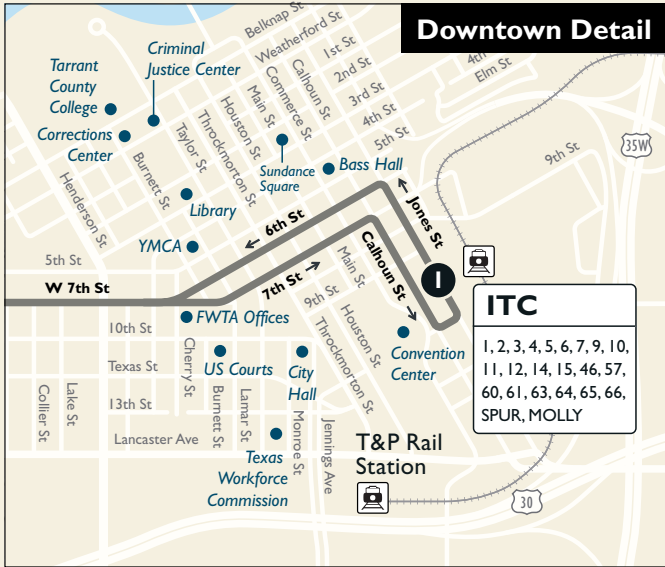 Downtown Detail
Belknap St
Weatherford St
1st St
2nd St
3rd St
4th St
5th St
4th
Elm St
9th St
35W
Criminal
Justice Center
Tarrant
County
College
Corrections
Center
Houston St
Main St
Commerce St
Calhoun St
Taylor St
Throckmorton St
Burnett St
Henderson St
Sundance
Square
Bass Hall
Library
YMCA
Jones St
6th St
5th St
W 7th St
7th St
Calhoun St
Main St
9th St
Houston St
Throckmorton St
1
ITC
1, 2, 3, 4, 5, 6, 7, 9, 10,
11, 12, 14, 15, 46, 57,
60, 61, 63, 64, 65, 66,
SPUR, MOLLY
FWTA Offices
10th St
Texas St
13th St
Lancaster Ave
Cherry St
US Courts
City
Hall
Convention
Center
Collier St
Lake St
Burnett St
Lamar St
Monroe St
Jennings Ave
Texas
Workforce
Commission
T&P Rail
Station
30